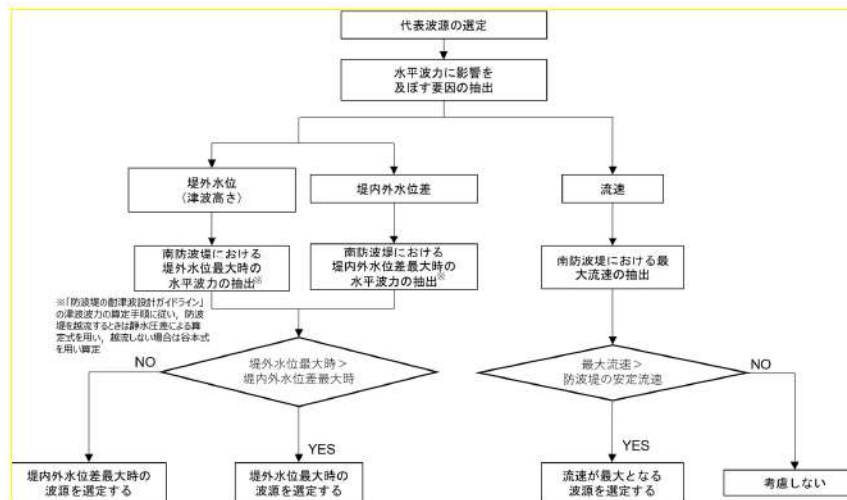 代表波源の選定
水平波力に影響を
及ぼす要因の抽出
堤外水位
(津波高さ)
堤内外水位差
流速
南防波堤における
堤外水位最大時の
水平波力の抽出※
南防波堤における
堤内外水位差最大時の
水平波力の抽出※
南防波堤における最
大流速の抽出
※「防波堤の耐津波設計ガイドライン」
の津波波力の算定手順に従い，防波
堤を越流するときは静水圧差による算
定式を用い，越流しない場合は谷本式
を用い算定
堤外水位最大時＞
堤内外水位差最大時
最大流速＞
防波堤の安定流速
NO
YES
YES
NO
堤内外水位差最大時の
波源を選定する
堤外水位最大時の
波源を選定する
流速が最大となる
波源を選定する
考慮しない